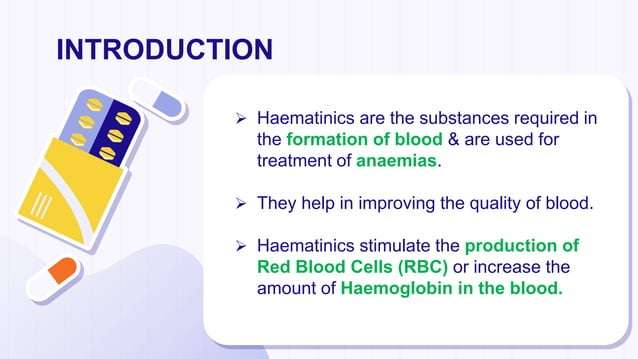 INTRODUCTION
➢ Haematinics are the substances required in
the formation of blood & are used for
treatment of anaemias.
➢ They help in improving the quality of blood.
➢ Haematinics stimulate the production of
Red Blood Cells (RBC) or increase the
amount of Haemoglobin in the blood.